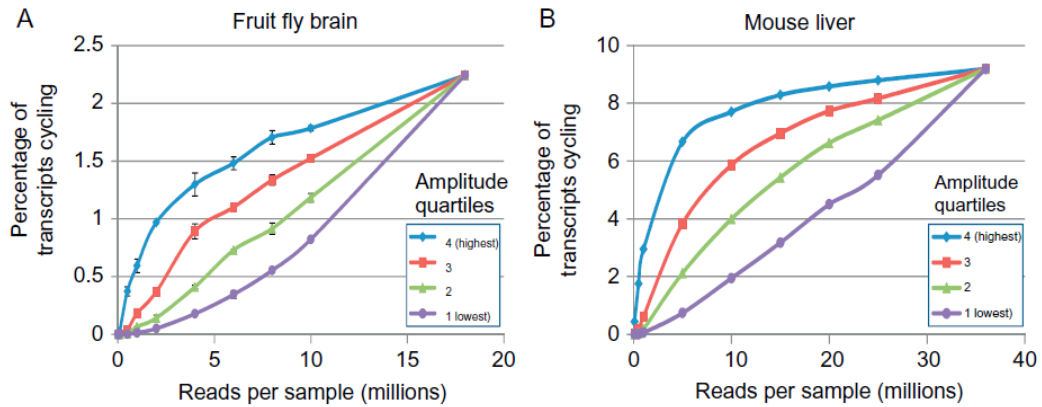 A
Fruit fly brain
2.5
2
1.5
1
0.5
0
Percentage of
transcripts cycling
0
5
10
15
20
Reads per sample (millions)
Amplitude
quartiles
4 (highest)
3
2
1 lowest)
B
Mouse liver
10
8
6
4
2
0
Percentage of
transcripts cycling
0
10
20
30
40
Reads per sample (millions)
Amplitude
quartiles
4 (highest)
3
2
1 lowest)